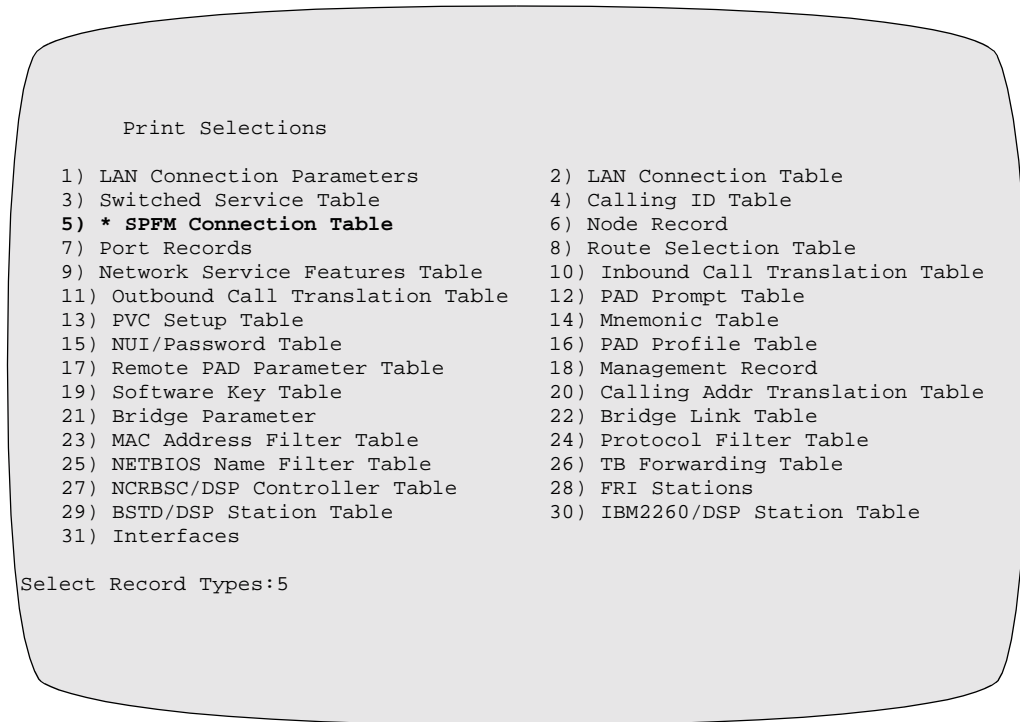 Print Selections
1) LAN Connection Parameters 2) LAN Connection Table
3) Switched Service Table 4) Calling ID Table
5) * SPFM Connection Table 6) Node Record
7) Port Records 8) Route Selection Table
9) Network Service Features Table 10) Inbound Call Translation Table
11) Outbound Call Translation Table 12) PAD Prompt Table
13) PVC Setup Table 14) Mnemonic Table
15) NUI/Password Table 16) PAD Profile Table
17) Remote PAD Parameter Table 18) Management Record
19) Software Key Table 20) Calling Addr Translation Table
21) Bridge Parameter 22) Bridge Link Table
23) MAC Address Filter Table 24) Protocol Filter Table
25) NETBIOS Name Filter Table 26) TB Forwarding Table
27) NCRBSC/DSP Controller Table 28) FRI Stations
29) BSTD/DSP Station Table 30) IBM2260/DSP Station Table
31) Interfaces
Select Record Types:5